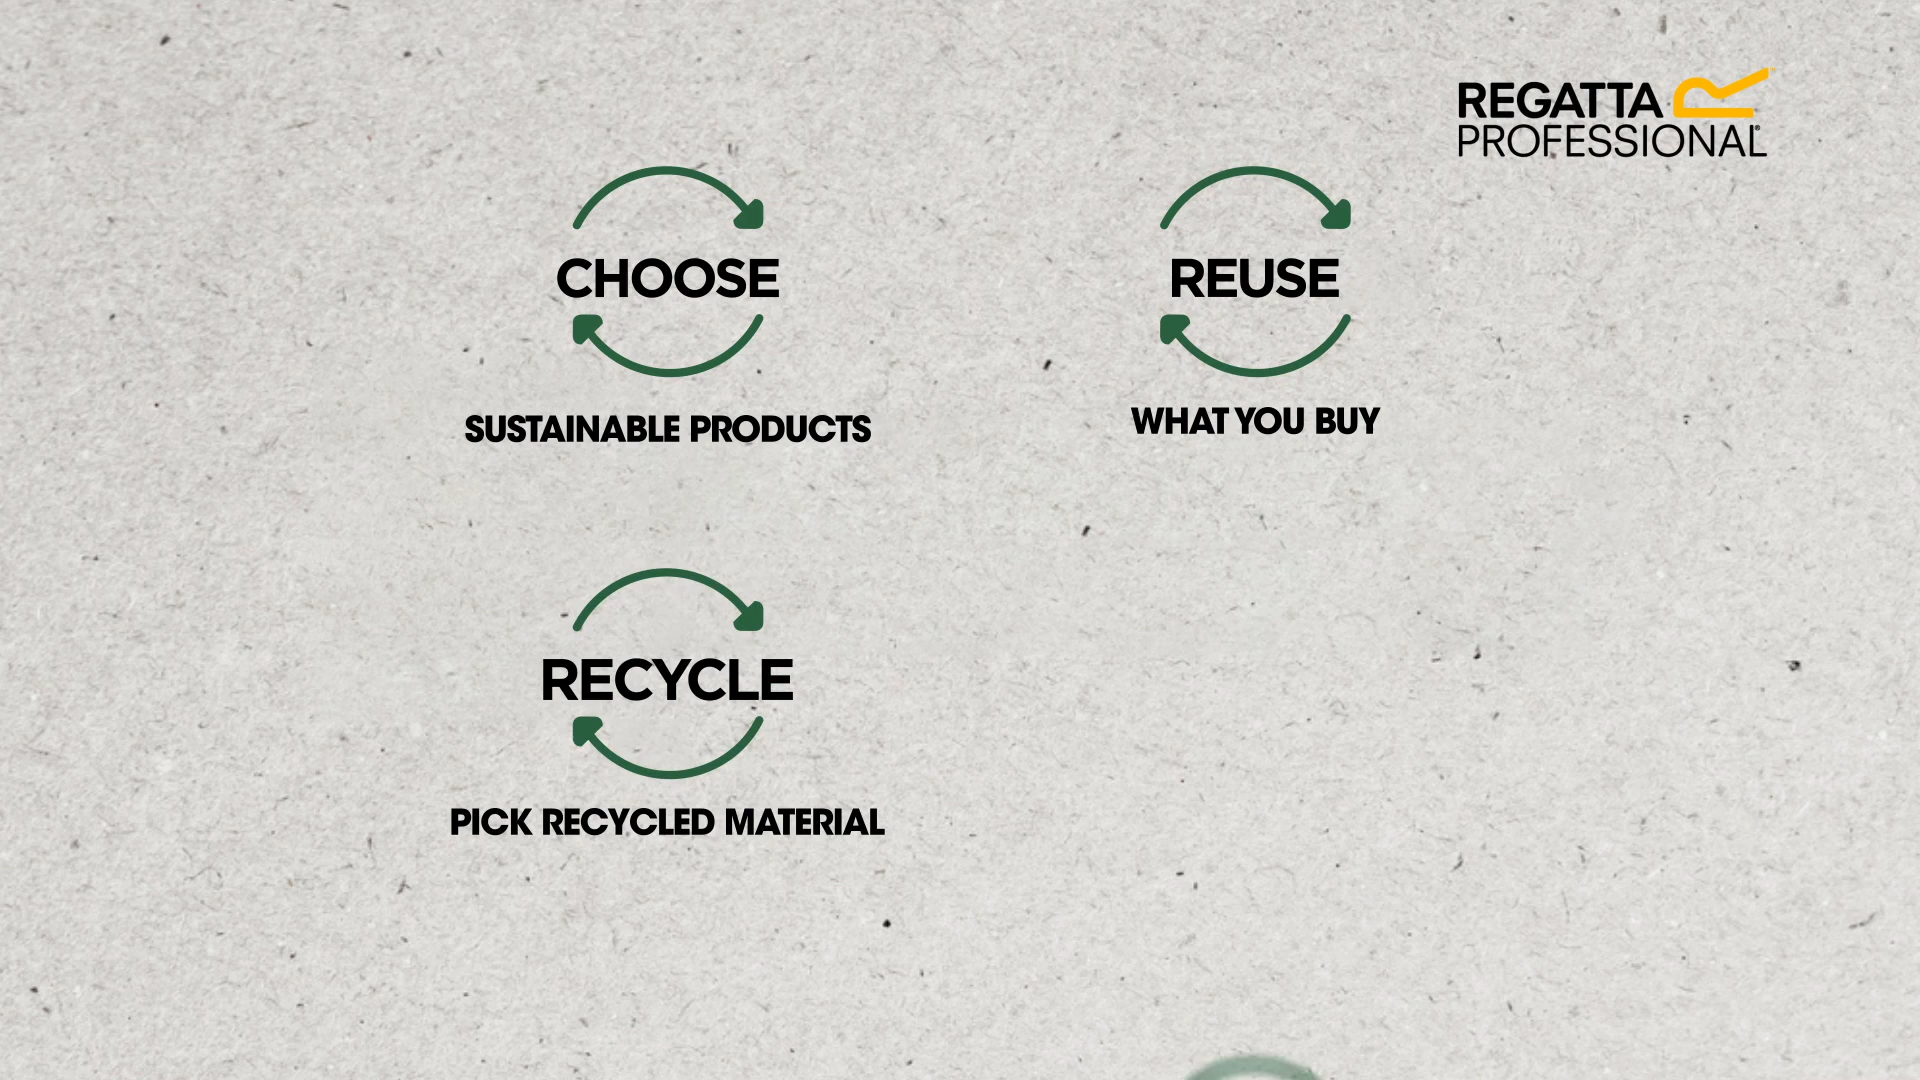 REGATTA
PROFESSIONAL
CHOOSE
SUSTAINABLE PRODUCTS
REUSE
WHAT YOU BUY
RECYCLE
PICK RECYCLED MATERIAL